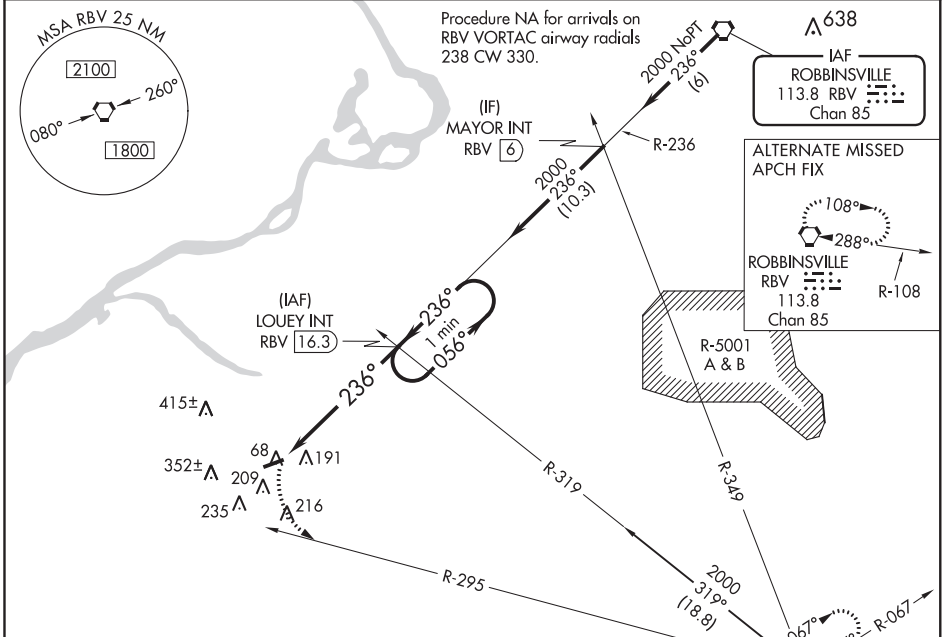 MSA RBV 25 NM
2100
260°
080°
1800
Procedure NA for arrivals on
RBV VORTAC airway radials
238 CW 330.
2000 NoPT
236°
(6)
638
IAF
ROBBINSVILLE
113.8 RBV
Chan 85
(IF)
MAYOR INT
RBV 6
R-236
2000
236°
(10.3)
ALTERNATE MISSED
APCH FIX
108°
288°
ROBBINSVILLE
RBV
113.8
Chan 85
R-108
(IAF)
LOUEY INT
RBV 16.3
236°
1 min
056°
236°
R-5001
A & B
415±
68
191
352±
209
235
216
R-319
R-349
R-295
2000
319°
(18.8)
067°
R-067